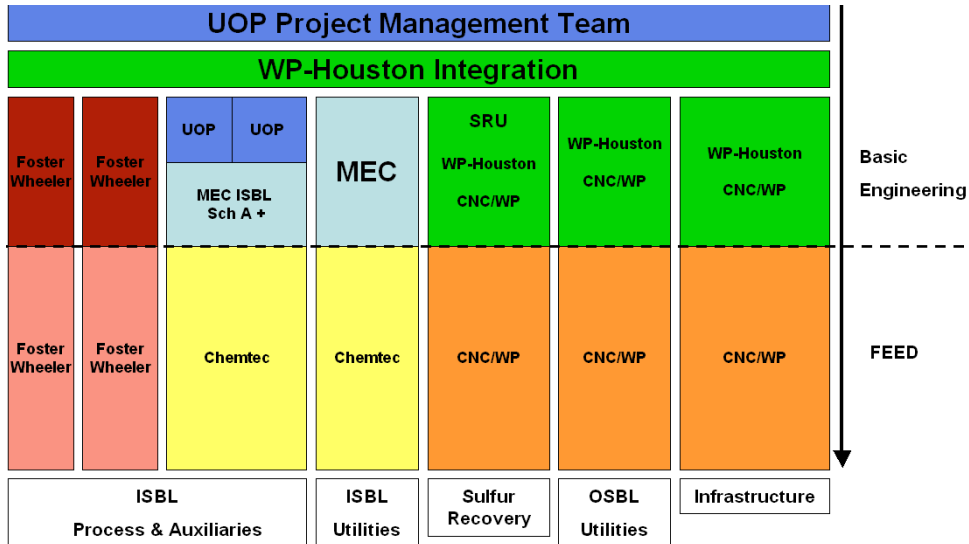 UOP Project Management Team
WP-Houston Integration
Foster
Wheeler
Foster
Wheeler
UOP
UOP
MEC ISBL
Sch A +
MEC
SRU
WP-Houston
CNC/WP
WP-Houston
CNC/WP
WP-Houston
CNC/WP
Basic
Engineering
Foster
Wheeler
Foster
Wheeler
Chemtec
Chemtec
CNC/WP
CNC/WP
CNC/WP
FEED
ISBL
Process & Auxiliaries
ISBL
Utilities
Sulfur
Recovery
OSBL
Utilities
Infrastructure